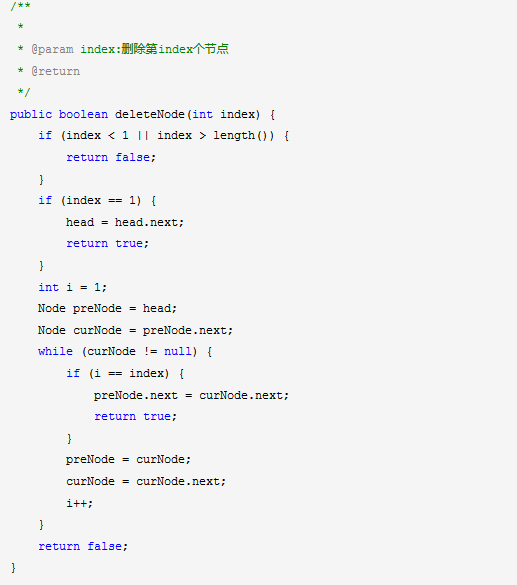 /**
 *
 * @param index:删除第index个节点
 * @return
 */
public boolean deleteNode(int index) {
    if (index < 1 || index > length()) {
        return false;
    }
    if (index == 1) {
        head = head.next;
        return true;
    }
    int i = 1;
    Node preNode = head;
    Node curNode = preNode.next;
    while (curNode != null) {
        if (i == index) {
            preNode.next = curNode.next;
            return true;
        }
        preNode = curNode;
        curNode = curNode.next;
        i++;
    }
    return false;
}